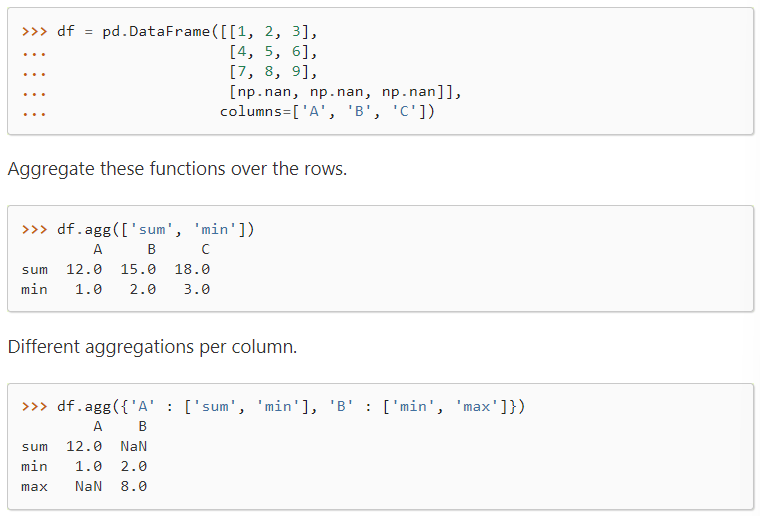 >>> df = pd.DataFrame([[1, 2, 3],
...                    [4, 5, 6],
...                    [7, 8, 9],
...                    [np.nan, np.nan, np.nan]],
...                   columns=['A', 'B', 'C'])
Aggregate these functions over the rows.
>>> df.agg(['sum', 'min'])
        A     B     C
sum  12.0  15.0  18.0
min   1.0   2.0   3.0
Different aggregations per column.
>>> df.agg({'A' : ['sum', 'min'], 'B' : ['min', 'max']})
        A    B
sum  12.0  NaN
min   1.0  2.0
max   NaN  8.0